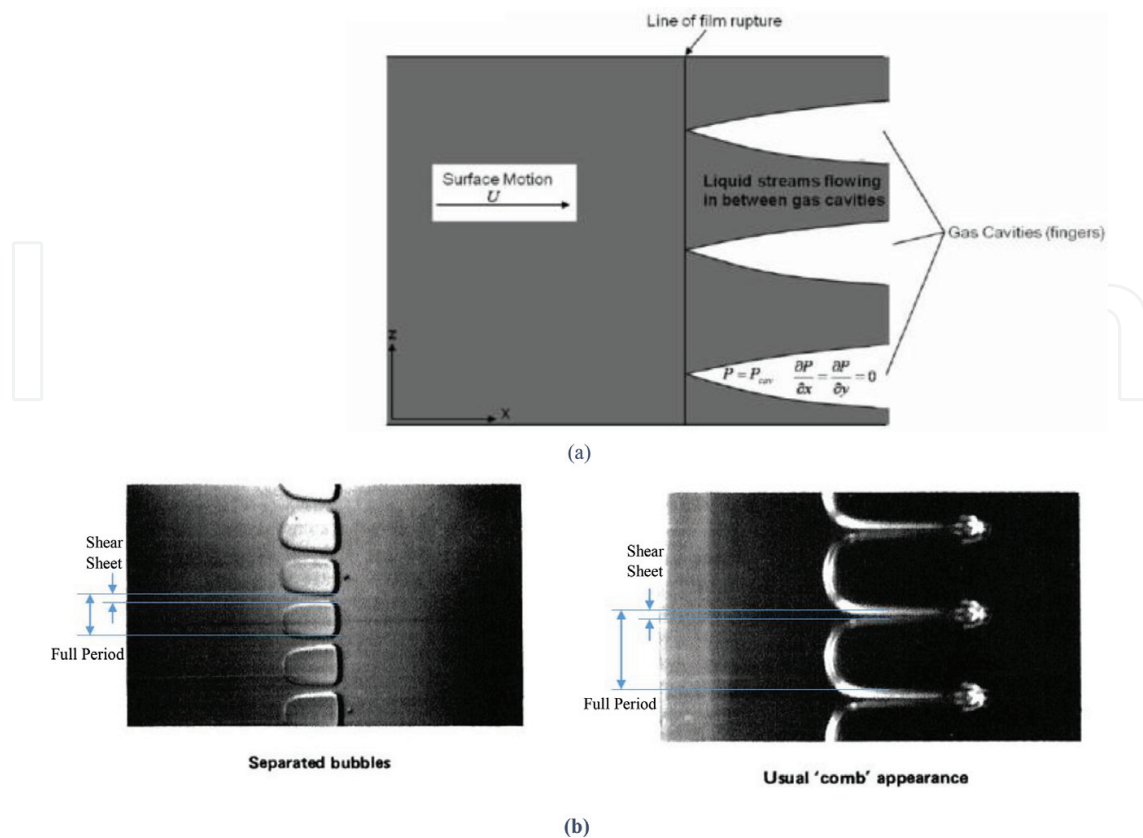 Line of film rupture
Surface Motion
U
Liquid streams flowing
in between gas cavities
Gas Cavities (fingers)
z
P = P_cav ∂P/∂x = ∂P/∂y = 0
x
(a)
Shear
Sheet
Full Period
Separated bubbles
Shear
Sheet
Full Period
Usual 'comb' appearance
(b)